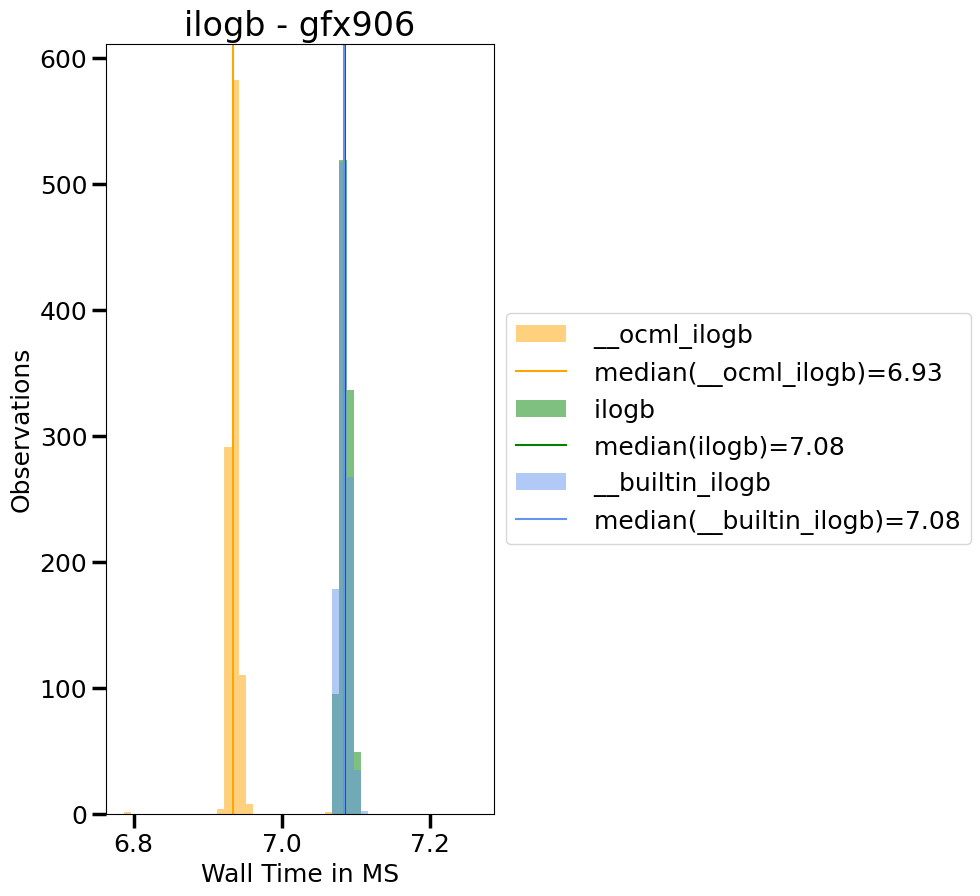 ilogb - gfx906
600
500
400
300
200
100
0
Observations
6.8
7.0
7.2
Wall Time in MS
__ocml_ilogb
median(__ocml_ilogb)=6.93
ilogb
median(ilogb)=7.08
__builtin_ilogb
median(__builtin_ilogb)=7.08